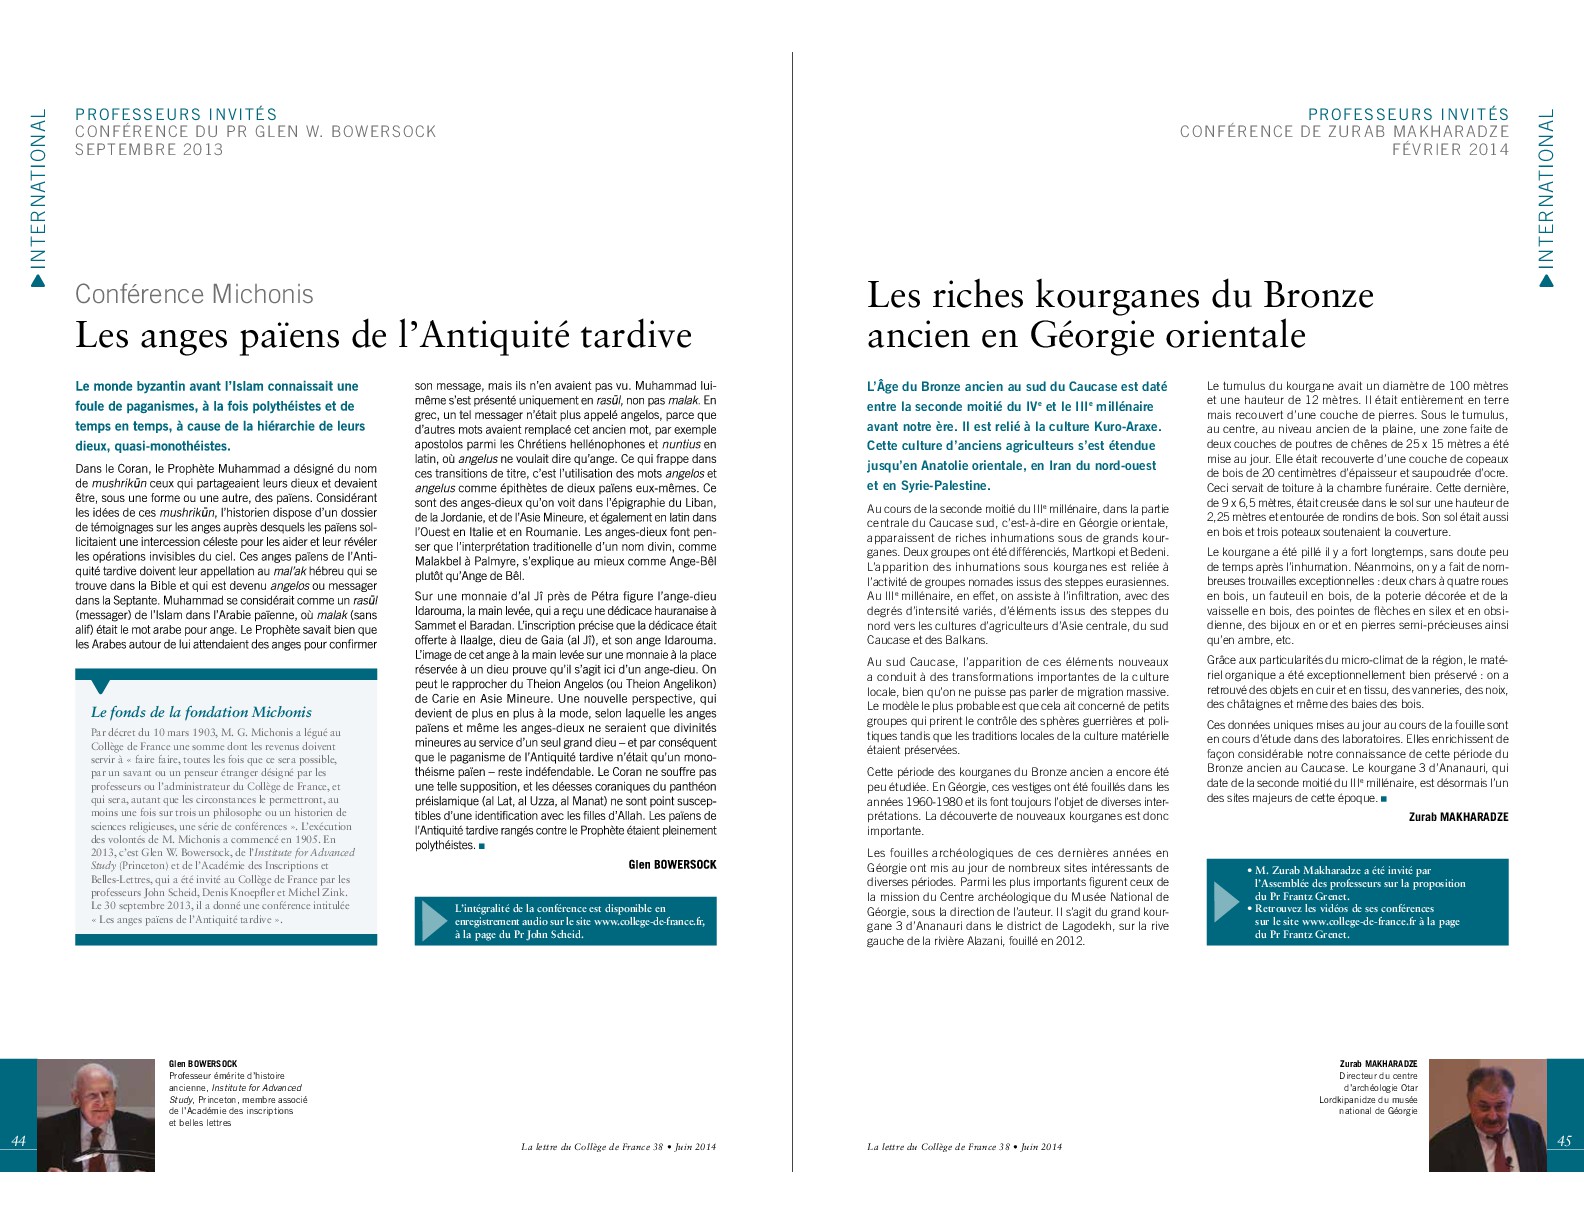 INTERNATIONAL
PROFESSEURS INVITÉS
CONFÉRENCE DU PR GLEN W. BOWERSOCK
SEPTEMBRE 2013
Conférence Michonis
Les anges païens de l’Antiquité tardive
Le monde byzantin avant l’Islam connaissait une
foule de paganismes, à la fois polythéistes et de
temps en temps, à cause de la hiérarchie de leurs
dieux, quasi-monothéistes.
Dans le Coran, le Prophète Muhammad a désigné du nom
de mushrikūn ceux qui partageaient leurs dieux et devaient
être, sous une forme ou une autre, des païens. Considérant
les idées de ces mushrikūn, l’historien dispose d’un dossier
de témoignages sur les anges auprès desquels les païens sol-
licitaient une intercession céleste pour les aider et leur révéler
les opérations invisibles du ciel. Ces anges païens de l’Anti-
quité tardive doivent leur appellation au mal’ak hébreu qui se
trouve dans la Bible et qui est devenu angelos ou messager
dans la Septante. Muhammad se considérait comme un rasūl
(messager) de l’Islam dans l’Arabie païenne, où malak (sans
alif) était le mot arabe pour ange. Le Prophète savait bien que
les Arabes autour de lui attendaient des anges pour confirmer
Le fonds de la fondation Michonis
Par décret du 10 mars 1903, M. G. Michonis a légué au
Collège de France une somme dont les revenus doivent
servir à « faire faire, toutes les fois que ce sera possible,
par un savant ou un penseur étranger désigné par les
professeurs ou l’administrateur du Collège de France, et
qui sera, autant que les circonstances le permettront, au
moins une fois sur trois un philosophe ou un historien de
sciences religieuses, une série de conférences ». L’exécution
des volontés de M. Michonis a commencé en 1905. En
2013, c’est Glen W. Bowersock, de l’Institute for Advanced
Study (Princeton) et de l’Académie des Inscriptions et
Belles-Lettres, qui a été invité au Collège de France par les
professeurs John Scheid, Denis Knoepfler et Michel Zink.
Le 30 septembre 2013, il a donné une conférence intitulée
« Les anges païens de l’Antiquité tardive ».
son message, mais ils n’en avaient pas vu. Muhammad lui-
même s’est présenté uniquement en rasūl, non pas malak. En
grec, un tel messager n’était plus appelé angelos, parce que
d’autres mots avaient remplacé cet ancien mot, par exemple
apostolos parmi les Chrétiens hellénophones et nuntius en
latin, où angelus ne voulait dire qu’ange. Ce qui frappe dans
ces transitions de titre, c’est l’utilisation des mots angelos et
angelus comme épithètes de dieux païens eux-mêmes. Ce
sont des anges-dieux qu’on voit dans l’épigraphie du Liban,
de la Jordanie, et de l’Asie Mineure, et également en latin dans
l’Ouest en Italie et en Roumanie. Les anges-dieux font pen-
ser que l’interprétation traditionelle d’un nom divin, comme
Malakbel à Palmyre, s’explique au mieux comme Ange-Bêl
plutôt qu’Ange de Bêl.
Sur une monnaie d’al Jī près de Pétra figure l’ange-dieu
Idarouma, la main levée, qui a reçu une dédicace hauranaise à
Sammet el Baradan. L’inscription précise que la dédicace était
offerte à Ilaalge, dieu de Gaia (al Jī), et son ange Idarouma.
L’image de cet ange à la main levée sur une monnaie à la place
réservée à un dieu prouve qu’il s’agit ici d’un ange-dieu. On
peut le rapprocher du Theion Angelos (ou Theion Angelikon)
de Carie en Asie Mineure. Une nouvelle perspective, qui
devient de plus en plus à la mode, selon laquelle les anges
païens et même les anges-dieux ne seraient que divinités
mineures au service d’un seul grand dieu – et par conséquent
que le paganisme de l’Antiquité tardive n’était qu’un mono-
théisme païen – reste indéfendable. Le Coran ne souffre pas
une telle supposition, et les déesses coraniques du panthéon
préislamique (al Lat, al Uzza, al Manat) ne sont point suscep-
tibles d’une identification avec les filles d’Allah. Les païens de
l’Antiquité tardive rangés contre le Prophète étaient pleinement
polythéistes.
Glen BOWERSOCK
L’intégralité de la conférence est disponible en
enregistrement audio sur le site www.college-de-france.fr,
à la page du Pr John Scheid.
Glen BOWERSOCK
Professeur émérite d’histoire
ancienne, Institute for Advanced
Study, Princeton, membre associé
de l’Académie des inscriptions
et belles lettres
44
La lettre du Collège de France 38 • Juin 2014
PROFESSEURS INVITÉS
CONFÉRENCE DE ZURAB MAKHARADZE
FÉVRIER 2014
INTERNATIONAL
Les riches kourganes du Bronze
ancien en Géorgie orientale
L’Âge du Bronze ancien au sud du Caucase est daté
entre la seconde moitié du IVe et le IIIe millénaire
avant notre ère. Il est relié à la culture Kuro-Araxe.
Cette culture d’anciens agriculteurs s’est étendue
jusqu’en Anatolie orientale, en Iran du nord-ouest
et en Syrie-Palestine.
Au cours de la seconde moitié du IIIe millénaire, dans la partie
centrale du Caucase sud, c’est-à-dire en Géorgie orientale,
apparaissent de riches inhumations sous de grands kour-
ganes. Deux groupes ont été différenciés, Martkopi et Bedeni.
L’apparition des inhumations sous kourganes est reliée à
l’activité de groupes nomades issus des steppes eurasiennes.
Au IIIe millénaire, en effet, on assiste à l’infiltration, avec des
degrés d’intensité variés, d’éléments issus des steppes du
nord vers les cultures d’agriculteurs d’Asie centrale, du sud
Caucase et des Balkans.
Au sud Caucase, l’apparition de ces éléments nouveaux
a conduit à des transformations importantes de la culture
locale, bien qu’on ne puisse pas parler de migration massive.
Le modèle le plus probable est que cela ait concerné de petits
groupes qui prirent le contrôle des sphères guerrières et poli-
tiques tandis que les traditions locales de la culture matérielle
étaient préservées.
Cette période des kourganes du Bronze ancien a encore été
peu étudiée. En Géorgie, ces vestiges ont été fouillés dans les
années 1960-1980 et ils font toujours l’objet de diverses inter-
prétations. La découverte de nouveaux kourganes est donc
importante.
Les fouilles archéologiques de ces dernières années en
Géorgie ont mis au jour de nombreux sites intéressants de
diverses périodes. Parmi les plus importants figurent ceux de
la mission du Centre archéologique du Musée National de
Géorgie, sous la direction de l’auteur. Il s’agit du grand kour-
gane 3 d’Ananauri dans le district de Lagodekh, sur la rive
gauche de la rivière Alazani, fouillé en 2012.
Le tumulus du kourgane avait un diamètre de 100 mètres
et une hauteur de 12 mètres. Il était entièrement en terre
mais recouvert d’une couche de pierres. Sous le tumulus,
au centre, au niveau ancien de la plaine, une zone faite de
deux couches de poutres de chênes de 25 x 15 mètres a été
mise au jour. Elle était recouverte d’une couche de copeaux
de bois de 20 centimètres d’épaisseur et saupoudrée d’ocre.
Ceci servait de toiture à la chambre funéraire. Cette dernière,
de 9 x 6,5 mètres, était creusée dans le sol sur une hauteur de
2,25 mètres et entourée de rondins de bois. Son sol était aussi
en bois et trois poteaux soutenaient la couverture.
Le kourgane a été pillé il y a fort longtemps, sans doute peu
de temps après l’inhumation. Néanmoins, on y a fait de nom-
breuses trouvailles exceptionnelles : deux chars à quatre roues
en bois, un fauteuil en bois, de la poterie décorée et de la
vaisselle en bois, des pointes de flèches en silex et en obsi-
dienne, des bijoux en or et en pierres semi-précieuses ainsi
qu’en ambre, etc.
Grâce aux particularités du micro-climat de la région, le maté-
riel organique a été exceptionnellement bien préservé : on a
retrouvé des objets en cuir et en tissu, des vanneries, des noix,
des châtaignes et même des baies des bois.
Ces données uniques mises au jour au cours de la fouille sont
en cours d’étude dans des laboratoires. Elles enrichissent de
façon considérable notre connaissance de cette période du
Bronze ancien au Caucase. Le kourgane 3 d’Ananauri, qui
date de la seconde moitié du IIIe millénaire, est désormais l’un
des sites majeurs de cette époque.
Zurab MAKHARADZE
• M. Zurab Makharadze a été invité par
l’Assemblée des professeurs sur la proposition
du Pr Frantz Grenet.
• Retrouvez les vidéos de ses conférences
sur le site www.college-de-france.fr à la page
du Pr Frantz Grenet.
Zurab MAKHARADZE
Directeur du centre
d’archéologie Otar
Lordkipanidze du musée
national de Géorgie
La lettre du Collège de France 38 • Juin 2014
45